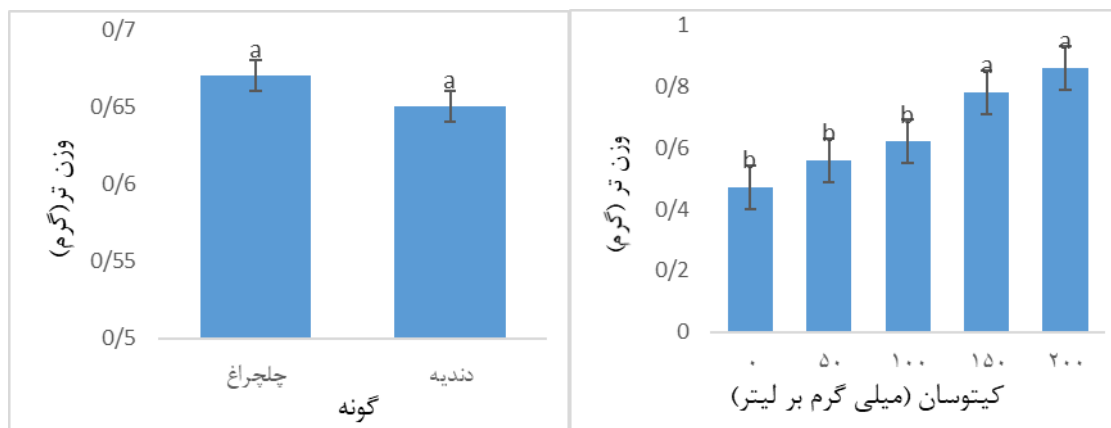 0/7
0/65
0/6
0/55
0/5
a
a
وزن تر(گرم)
چلچراغ
دندیه
گونه
1
0/8
0/6
0/4
0/2
0
b
b
b
a
a
وزن تر (گرم)
۰ ۵۰ ۱۰۰ ۱۵۰ ۲۰۰
کیتوسان (میلی گرم بر لیتر)